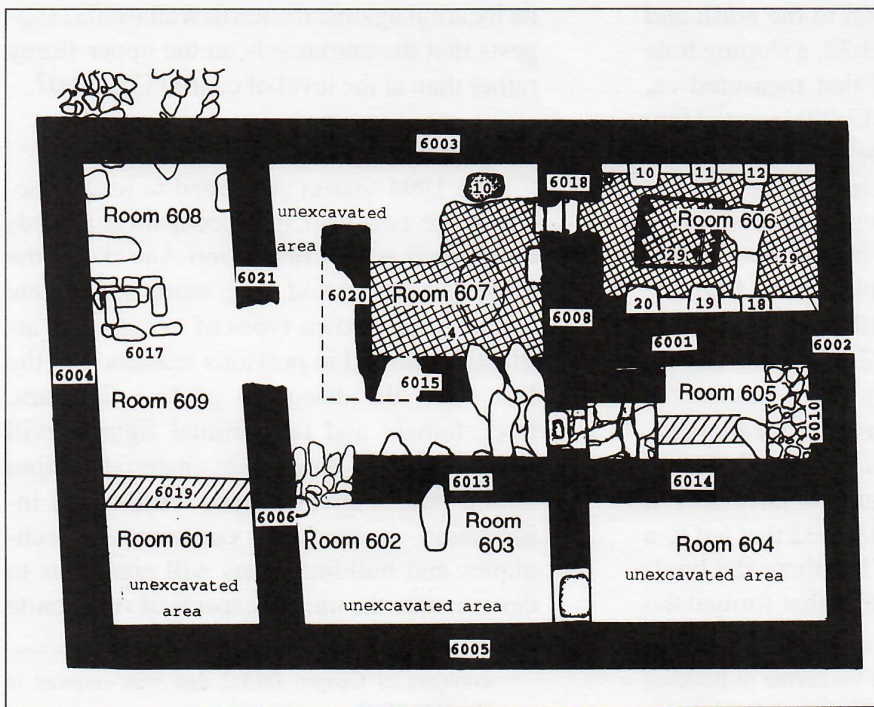 6003
Room 608
unexcavated
area
10
6018
10 11 12
Room 606
6021
6020
Room 607
29
29
4
6008
20 19 18
6017
6001
6002
6004
6015
Room 605
Room 609
6010
6019
6013
6014
6006
Room 601
Room 602
Room
603
Room 604
unexcavated
area
unexcavated area
unexcavated area
6005